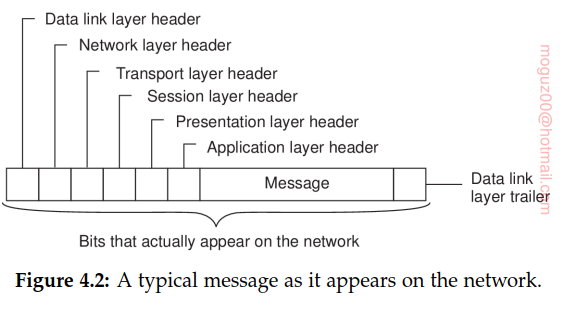 Data link layer header
Network layer header
Transport layer header
Session layer header
Presentation layer header
Application layer header
Message
Data link
layer trailer
Bits that actually appear on the network
Figure 4.2: A typical message as it appears on the network.
moguz00@hotmail.com